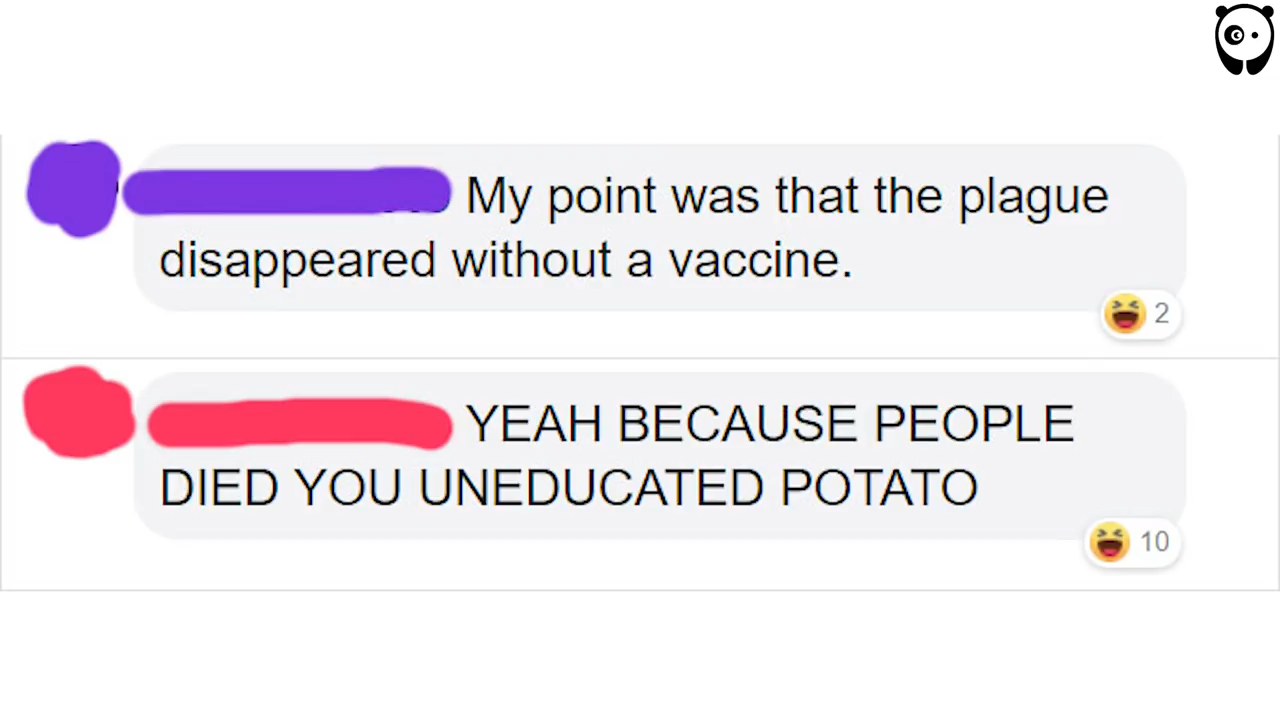 My point was that the plague
disappeared without a vaccine.
2
YEAH BECAUSE PEOPLE
DIED YOU UNEDUCATED POTATO
10